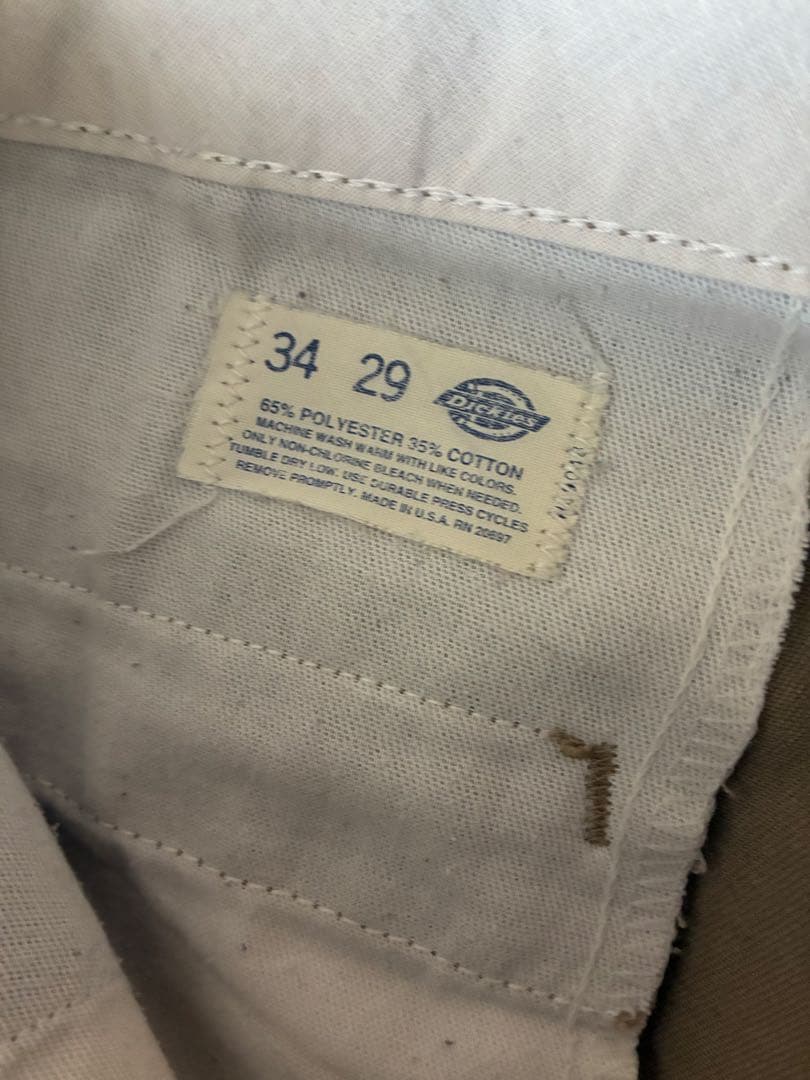 34 29 DICKIES
65% POLYESTER 35% COTTON
MACHINE WASH WARM WITH LIKE COLORS.
ONLY NON-CHLORINE BLEACH WHEN NEEDED.
TUMBLE DRY LOW. USE DURABLE PRESS CYCLES
REMOVE PROMPTLY. MADE IN U.S.A. RN 20697